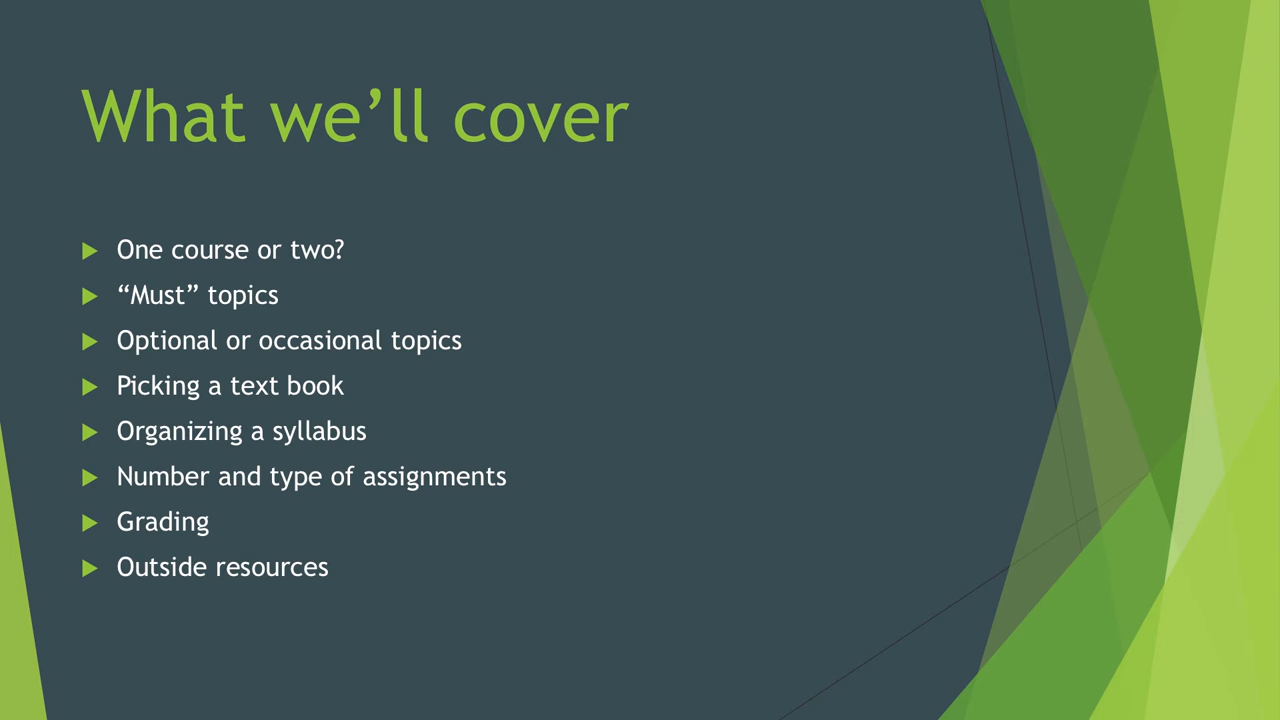 What we’ll cover
One course or two?
“Must” topics
Optional or occasional topics
Picking a text book
Organizing a syllabus
Number and type of assignments
Grading
Outside resources